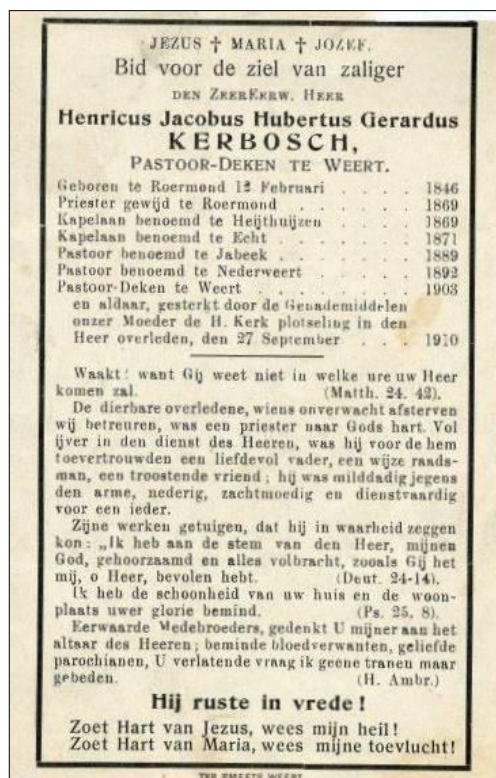 JEZUS † MARIA † JOZEF.
Bid voor de ziel van zaliger
DEN ZEEREERW. HEER
Henricus Jacobus Hubertus Gerardus
KERBOSCH,
PASTOOR-DEKEN TE WEERT.
Geboren te Roermond 12 Februari . . . . 1846
Priester gewijd te Roermond . . . . . . 1869
Kapelaan benoemd te Heijthuijzen . . . . 1869
Kapelaan benoemd te Echt . . . . . . . 1871
Pastoor benoemd te Jabeek . . . . . . . 1889
Pastoor benoemd te Nederweert . . . . . 1892
Pastoor-Deken te Weert . . . . . . . . 1903
en aldaar, gesterkt door de Genademiddelen
onzer Moeder de H. Kerk plotseling in den
Heer overleden, den 27 September . . . 1910
Waakt! want Gij weet niet in welke ure uw Heer
komen zal. (Matth. 24. 42).
De dierbare overledene, wiens onverwacht afsterven
wij betreuren, was een priester naar Gods hart. Vol
ijver in den dienst des Heeren, was hij voor de hem
toevertrouwden een liefdevol vader, een wijze raads-
man, een troostende vriend; hij was milddadig jegens
den arme, nederig, zachtmoedig en dienstvaardig
voor een ieder.
Zijne werken getuigen, dat hij in waarheid zeggen
kon: „Ik heb aan de stem van den Heer, mijnen
God, gehoorzaamd en alles volbracht, zooals Gij het
mij, o Heer, bevolen hebt. (Deut. 24-14).
Ik heb de schoonheid van uw huis en de woon-
plaats uwer glorie bemind. (Ps. 25, 8).
Eerwaarde Medebroeders, gedenkt U mijner aan het
altaar des Heeren; beminde bloedverwanten, geliefde
parochianen, U verlatende vraag ik geene tranen maar
gebeden. (H. Ambr.)
Hij ruste in vrede!
Zoet Hart van Jezus, wees mijn heil!
Zoet Hart van Maria, wees mijne toevlucht!